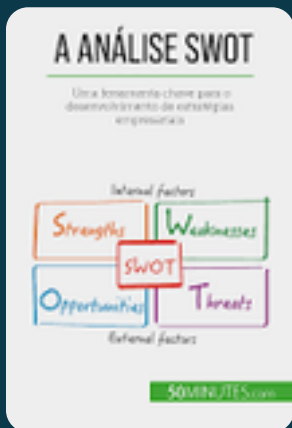 A ANÁLISE SWOT
Uma ferramenta chave para o
desenvolvimento de estratégias
empresariais
Internal factors
Strengths
Weaknesses
SWOT
Opportunities
Threats
External factors
50MINUTES.com